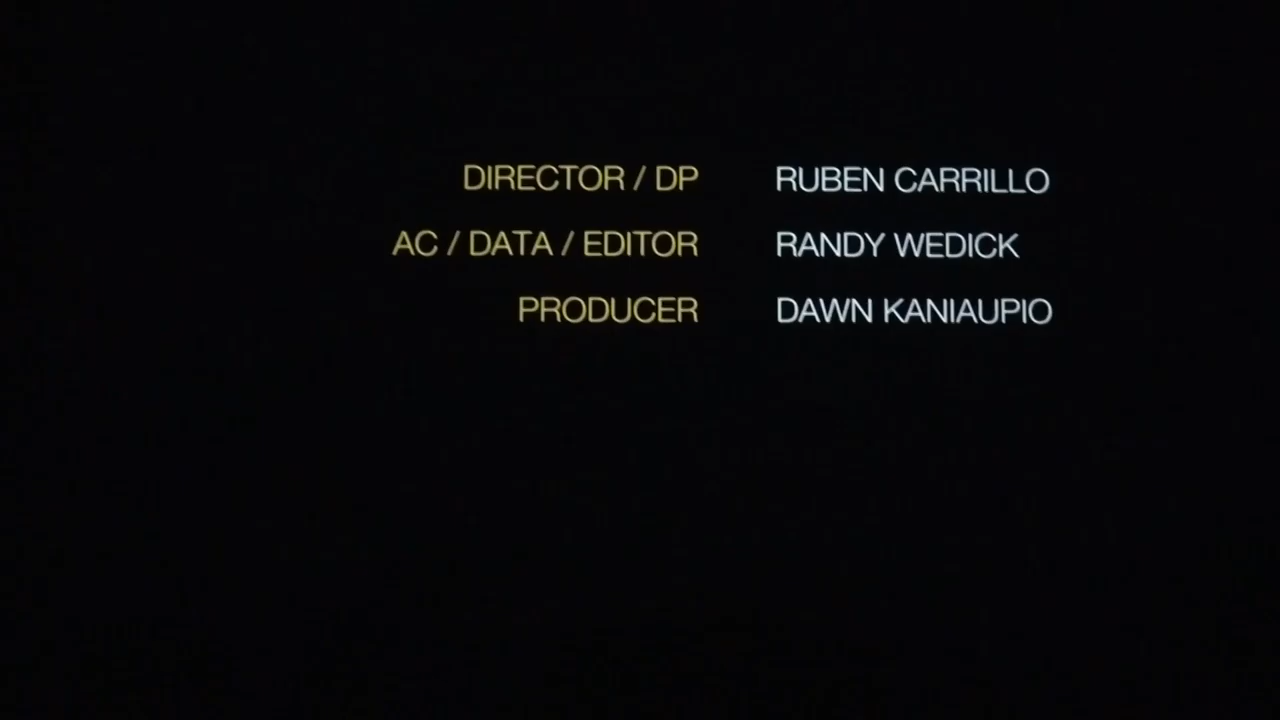 DIRECTOR / DP RUBEN CARRILLO
AC / DATA / EDITOR RANDY WEDICK
PRODUCER DAWN KANIAUPIO